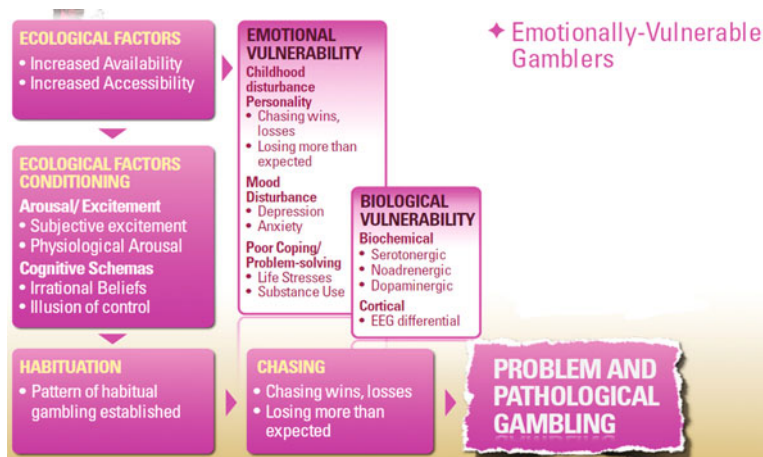 ECOLOGICAL FACTORS
• Increased Availability
• Increased Accessibility
EMOTIONAL
VULNERABILITY
Childhood
disturbance
Personality
• Chasing wins,
losses
• Losing more than
expected
Mood
Disturbance
• Depression
• Anxiety
Poor Coping/
Problem-solving
• Life Stresses
• Substance Use
✦ Emotionally-Vulnerable
Gamblers
ECOLOGICAL FACTORS
CONDITIONING
Arousal/ Excitement
• Subjective excitement
• Physiological Arousal
Cognitive Schemas
• Irrational Beliefs
• Illusion of control
BIOLOGICAL
VULNERABILITY
Biochemical
• Serotonergic
• Noadrenergic
• Dopaminergic
Cortical
• EEG differential
HABITUATION
• Pattern of habitual
gambling established
CHASING
• Chasing wins, losses
• Losing more than
expected
PROBLEM AND
PATHOLOGICAL
GAMBLING